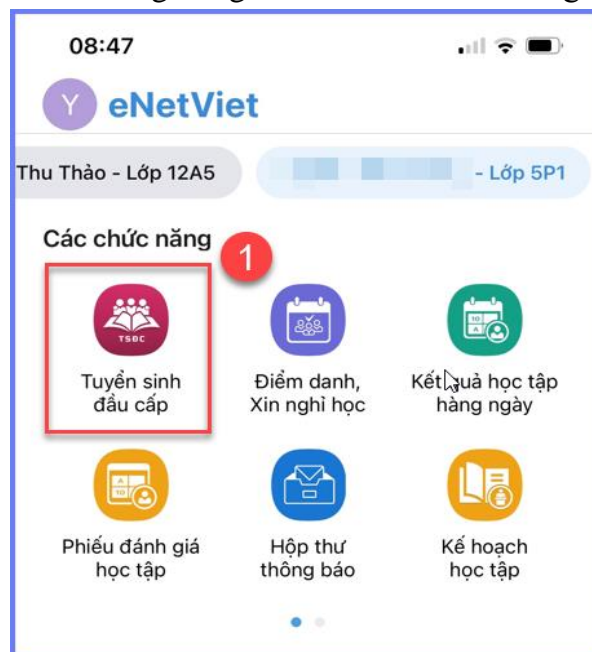 08:47
Y eNetViet
Thu Thảo - Lớp 12A5
- Lớp 5P1
Các chức năng
1
TSĐC
Tuyển sinh
đầu cấp
Điểm danh,
Xin nghỉ học
Kết quả học tập
hàng ngày
Phiếu đánh giá
học tập
Hộp thư
thông báo
Kế hoạch
học tập